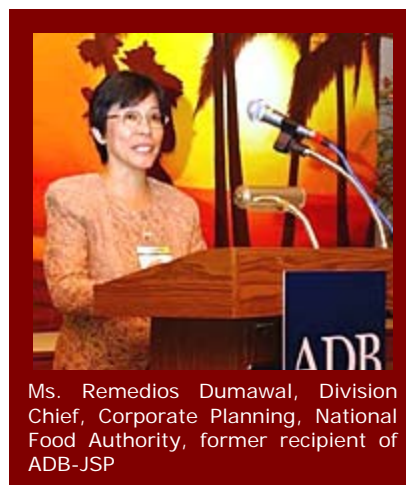 ADB
Ms. Remedios Dumawal, Division
Chief, Corporate Planning, National
Food Authority, former recipient of
ADB-JSP